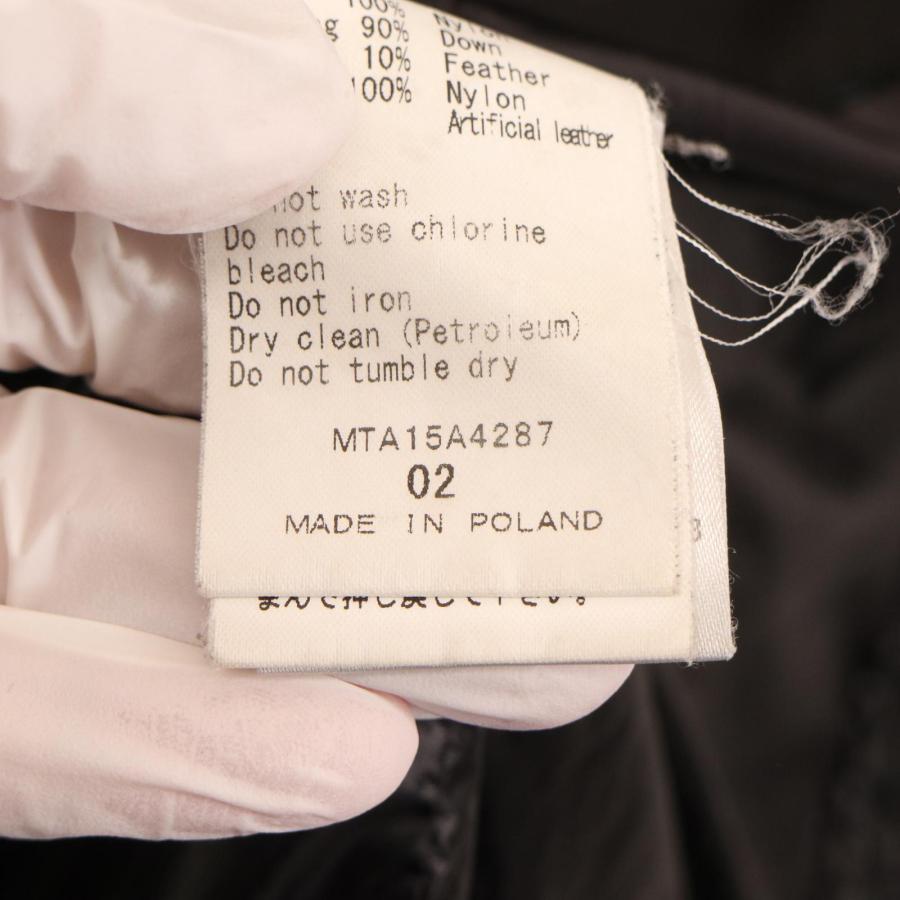 100% Nylon
g 90% Down
10% Feather
100% Nylon
Artificial leather
not wash
Do not use chlorine
bleach
Do not iron
Dry clean (Petroleum)
Do not tumble dry
MTA15A4287
02
MADE IN POLAND